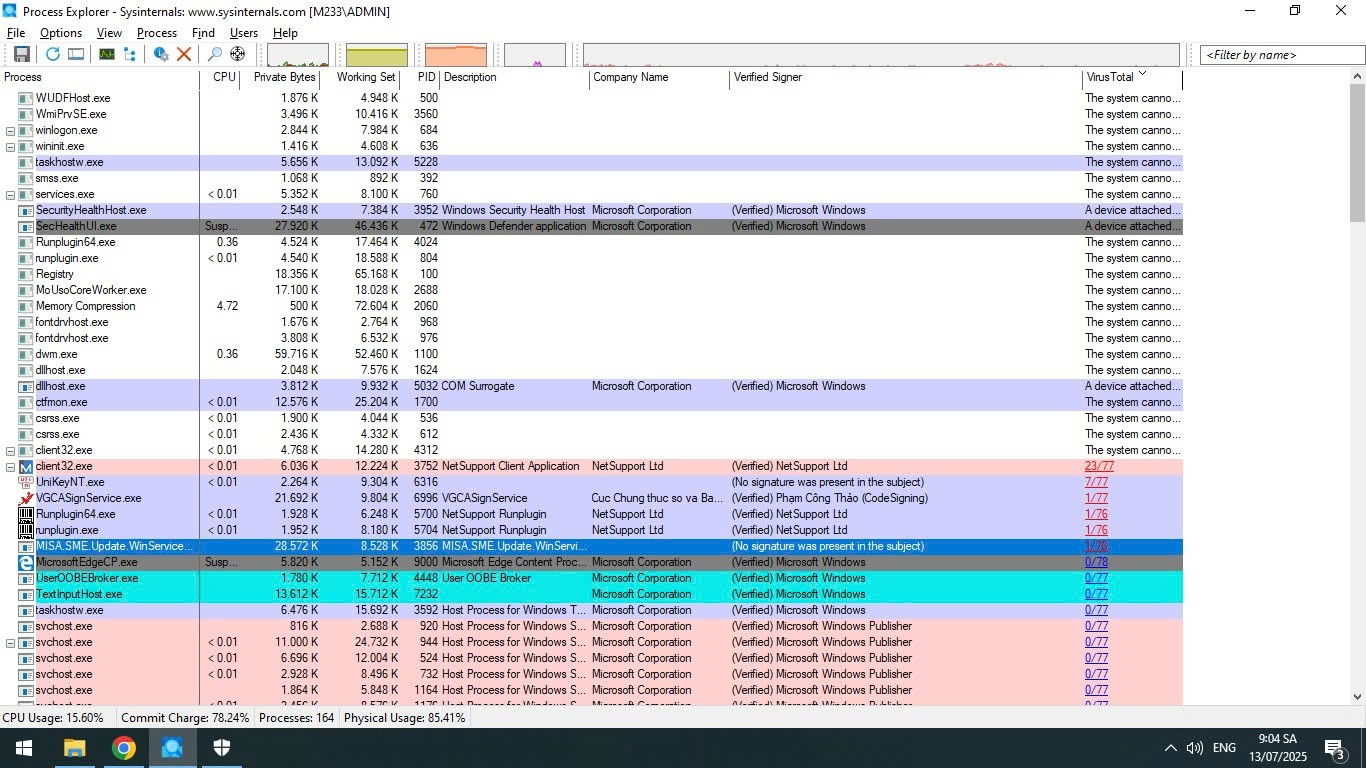 Process Explorer - Sysinternals: www.sysinternals.com [M233\ADMIN]
File Options View Process Find Users Help
<Filter by name>
Process CPU Private Bytes Working Set PID Description Company Name Verified Signer VirusTotal
WUDFHost.exe 1.876 K 4.948 K 500 The system canno...
WmiPrvSE.exe 3.496 K 10.416 K 3560 The system canno...
winlogon.exe 2.844 K 7.984 K 684 The system canno...
wininit.exe 1.416 K 4.608 K 636 The system canno...
taskhostw.exe 5.656 K 13.092 K 5228 The system canno...
smss.exe 1.068 K 892 K 392 The system canno...
services.exe < 0.01 5.352 K 8.100 K 760 The system canno...
SecurityHealthHost.exe 2.548 K 7.384 K 3952 Windows Security Health Host Microsoft Corporation (Verified) Microsoft Windows A device attached...
SecHealthUI.exe Susp... 27.920 K 46.436 K 472 Windows Defender application Microsoft Corporation (Verified) Microsoft Windows A device attached...
Runplugin64.exe 0.36 4.524 K 17.464 K 4024 The system canno...
runplugin.exe < 0.01 4.540 K 18.588 K 804 The system canno...
Registry 18.356 K 65.168 K 100 The system canno...
MoUsoCoreWorker.exe 17.100 K 18.028 K 2688 The system canno...
Memory Compression 4.72 500 K 72.604 K 2060 The system canno...
fontdrvhost.exe 1.676 K 2.764 K 968 The system canno...
fontdrvhost.exe 3.808 K 6.532 K 976 The system canno...
dwm.exe 0.36 59.716 K 52.460 K 1100 The system canno...
dllhost.exe 2.048 K 7.576 K 1624 The system canno...
dllhost.exe 3.812 K 9.932 K 5032 COM Surrogate Microsoft Corporation (Verified) Microsoft Windows A device attached...
ctfmon.exe < 0.01 12.576 K 25.204 K 1700 The system canno...
csrss.exe < 0.01 1.900 K 4.044 K 536 The system canno...
csrss.exe < 0.01 2.436 K 4.332 K 612 The system canno...
client32.exe < 0.01 4.768 K 14.280 K 4312 The system canno...
client32.exe < 0.01 6.036 K 12.224 K 3752 NetSupport Client Application NetSupport Ltd (Verified) NetSupport Ltd 23/77
UniKeyNT.exe < 0.01 2.264 K 9.304 K 6316 (No signature was present in the subject) 7/77
VGCASignService.exe 21.692 K 9.804 K 6996 VGCASignService Cuc Chung thuc so va Ba... (Verified) Phạm Công Thảo (CodeSigning) 1/77
Runplugin64.exe < 0.01 1.928 K 6.248 K 5700 NetSupport Runplugin NetSupport Ltd (Verified) NetSupport Ltd 1/76
runplugin.exe < 0.01 1.952 K 8.180 K 5704 NetSupport Runplugin NetSupport Ltd (Verified) NetSupport Ltd 1/76
MISA.SME.Update.WinService... 28.572 K 8.528 K 3856 MISA.SME.Update.WinServi... (No signature was present in the subject) 1/76
MicrosoftEdgeCP.exe Susp... 5.820 K 5.152 K 9000 Microsoft Edge Content Proc... Microsoft Corporation (Verified) Microsoft Windows 0/78
UserOOBEBroker.exe 1.780 K 7.712 K 4448 User OOBE Broker Microsoft Corporation (Verified) Microsoft Windows 0/77
TextInputHost.exe 13.612 K 15.712 K 7232 Microsoft Corporation (Verified) Microsoft Windows 0/77
taskhostw.exe 6.476 K 15.692 K 3592 Host Process for Windows T... Microsoft Corporation (Verified) Microsoft Windows 0/77
svchost.exe 816 K 2.688 K 920 Host Process for Windows S... Microsoft Corporation (Verified) Microsoft Windows Publisher 0/77
svchost.exe < 0.01 11.000 K 24.732 K 944 Host Process for Windows S... Microsoft Corporation (Verified) Microsoft Windows Publisher 0/77
svchost.exe < 0.01 6.696 K 12.004 K 524 Host Process for Windows S... Microsoft Corporation (Verified) Microsoft Windows Publisher 0/77
svchost.exe < 0.01 2.928 K 8.496 K 732 Host Process for Windows S... Microsoft Corporation (Verified) Microsoft Windows Publisher 0/77
svchost.exe 1.864 K 5.848 K 1164 Host Process for Windows S... Microsoft Corporation (Verified) Microsoft Windows Publisher 0/77
CPU Usage: 15.60% Commit Charge: 78.24% Processes: 164 Physical Usage: 85.41%
ENG
9:04 SA
13/07/2025
3